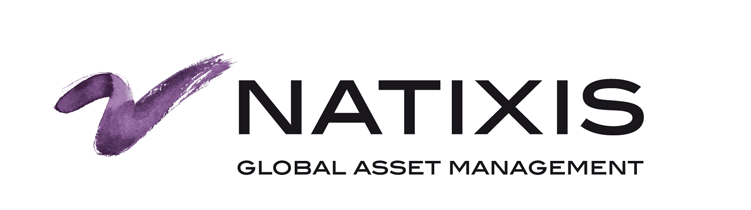 NATIXIS
GLOBAL ASSET MANAGEMENT